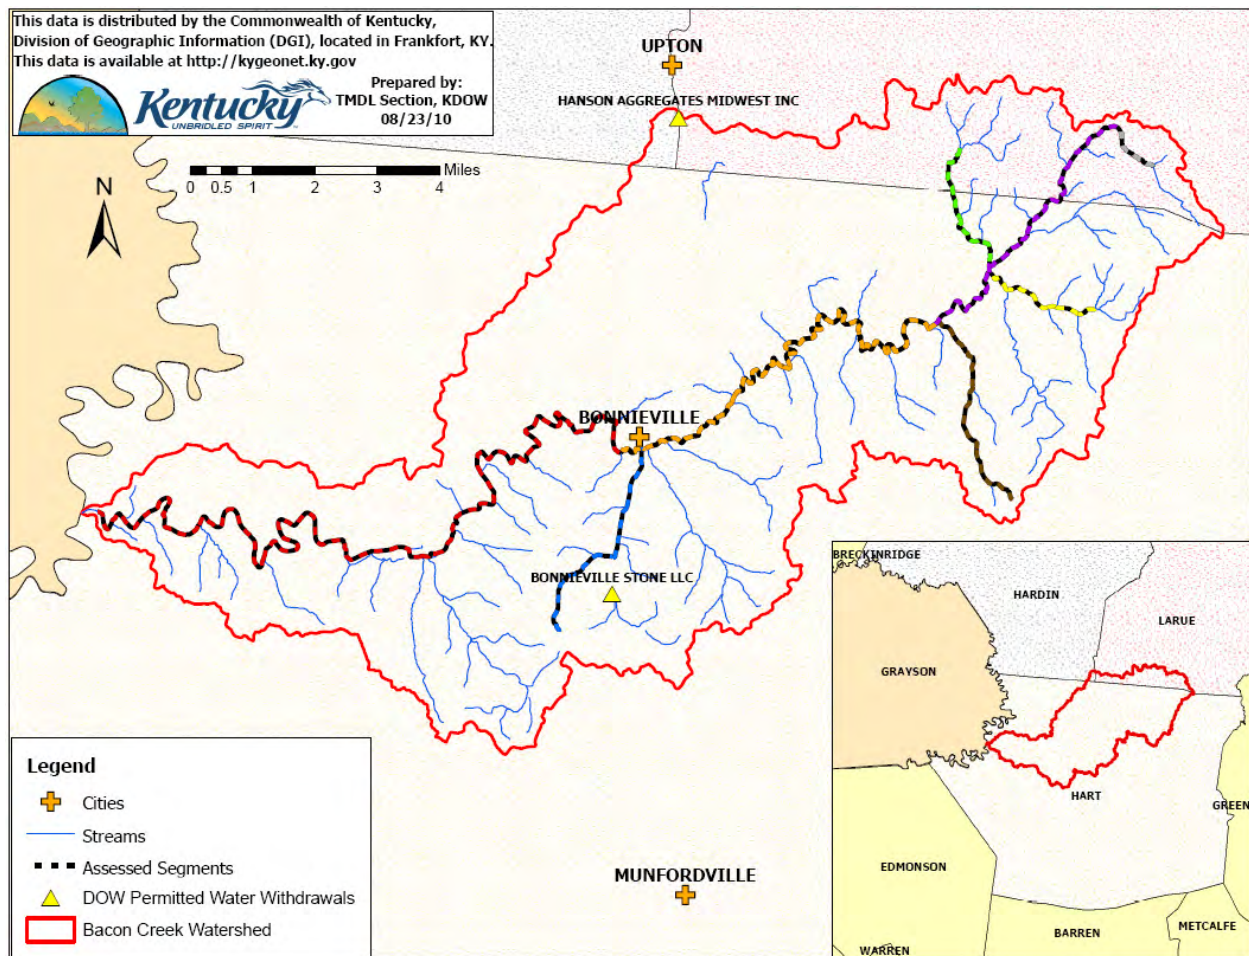 This data is distributed by the Commonwealth of Kentucky,
Division of Geographic Information (DGI), located in Frankfort, KY.
This data is available at http://kygeonet.ky.gov
Kentucky
UNBRIDLED SPIRIT
Prepared by:
TMDL Section, KDOW
08/23/10
0 0.5 1 2 3 4 Miles
N
UPTON
HANSON AGGREGATES MIDWEST INC
BONNIEVILLE
BONNIEVILLE STONE LLC
MUNFORDVILLE
Legend
Cities
Streams
Assessed Segments
DOW Permitted Water Withdrawals
Bacon Creek Watershed
BRECKINRIDGE
HARDIN
LARUE
GRAYSON
HART
GREEN
EDMONSON
BARREN
METCALFE
WARREN